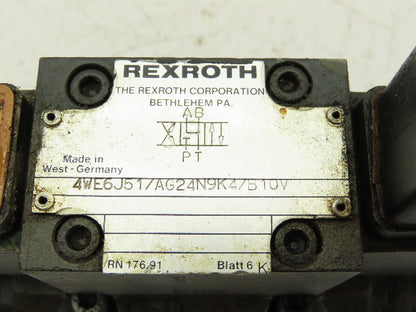 REXROTH
THE REXROTH CORPORATION
BETHLEHEM PA.
AB
PT
Made in
West-Germany
4WE6J51/AG24N9K4/B10V
RN 176.91 Blatt 6 K